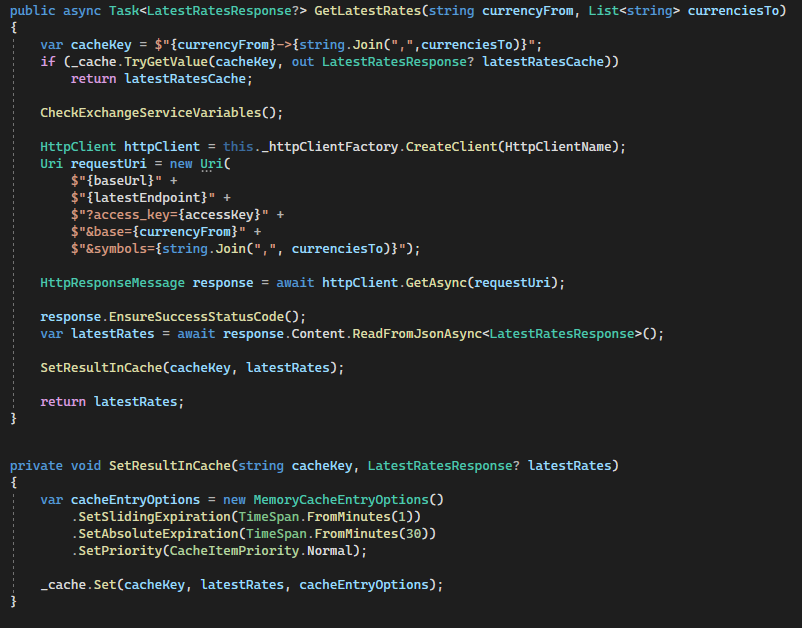 public async Task<LatestRatesResponse?> GetLatestRates(string currencyFrom, List<string> currenciesTo)
{
    var cacheKey = $"{currencyFrom}->{string.Join(",",currenciesTo)}";
    if (_cache.TryGetValue(cacheKey, out LatestRatesResponse? latestRatesCache))
        return latestRatesCache;

    CheckExchangeServiceVariables();

    HttpClient httpClient = this._httpClientFactory.CreateClient(HttpClientName);
    Uri requestUri = new Uri(
        $"{baseUrl}" +
        $"{latestEndpoint}" +
        $"?access_key={accessKey}" +
        $"&base={currencyFrom}" +
        $"&symbols={string.Join(",", currenciesTo)}");

    HttpResponseMessage response = await httpClient.GetAsync(requestUri);

    response.EnsureSuccessStatusCode();
    var latestRates = await response.Content.ReadFromJsonAsync<LatestRatesResponse>();

    SetResultInCache(cacheKey, latestRates);

    return latestRates;
}

private void SetResultInCache(string cacheKey, LatestRatesResponse? latestRates)
{
    var cacheEntryOptions = new MemoryCacheEntryOptions()
        .SetSlidingExpiration(TimeSpan.FromMinutes(1))
        .SetAbsoluteExpiration(TimeSpan.FromMinutes(30))
        .SetPriority(CacheItemPriority.Normal);

    _cache.Set(cacheKey, latestRates, cacheEntryOptions);
}